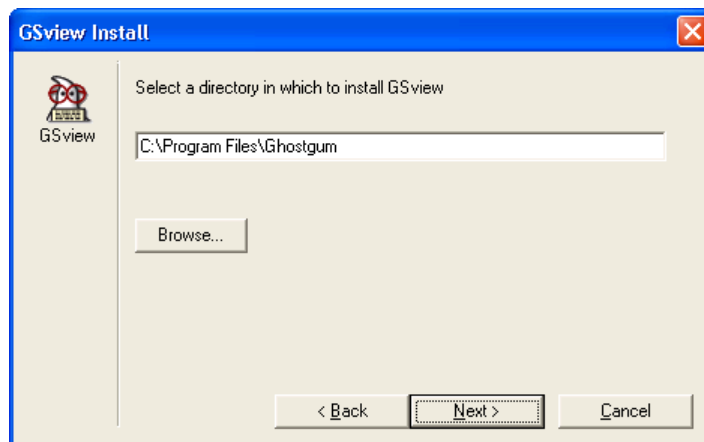 GSview Install
Select a directory in which to install GSview
GSview
C:\Program Files\Ghostgum
Browse...
< Back
Next >
Cancel